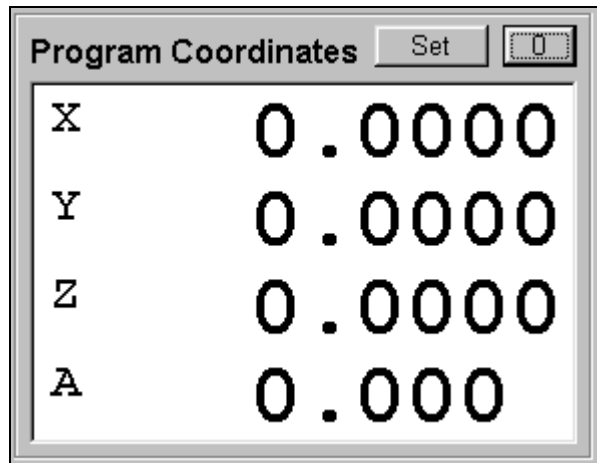 Program Coordinates Set 0
X 0.0000
Y 0.0000
Z 0.0000
A 0.000